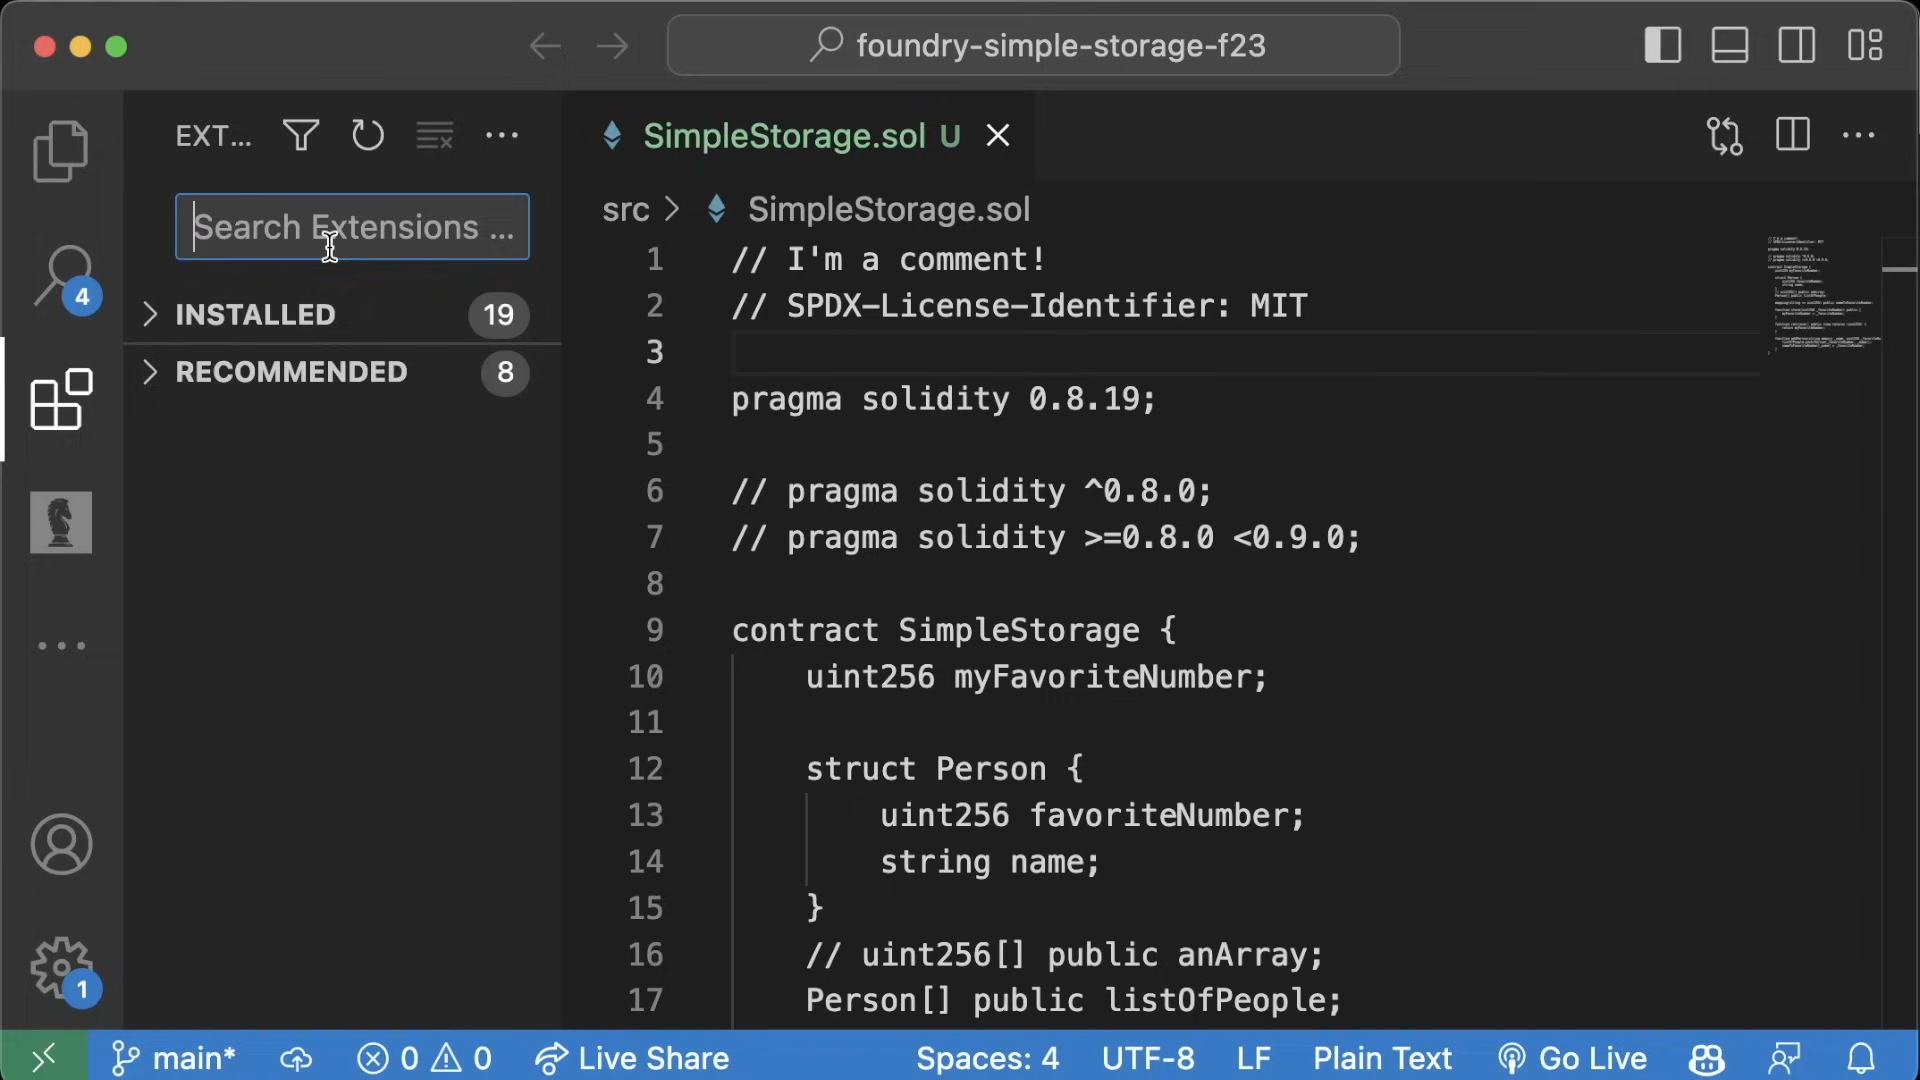 foundry-simple-storage-f23
EXT...
SimpleStorage.sol U
Search Extensions ...
INSTALLED 19
RECOMMENDED 8
4
1
src > SimpleStorage.sol
1 // I'm a comment!
2 // SPDX-License-Identifier: MIT
3
4 pragma solidity 0.8.19;
5
6 // pragma solidity ^0.8.0;
7 // pragma solidity >=0.8.0 <0.9.0;
8
9 contract SimpleStorage {
10 uint256 myFavoriteNumber;
11
12 struct Person {
13 uint256 favoriteNumber;
14 string name;
15 }
16 // uint256[] public anArray;
17 Person[] public listOfPeople;
main* 0 0 Live Share Spaces: 4 UTF-8 LF Plain Text Go Live